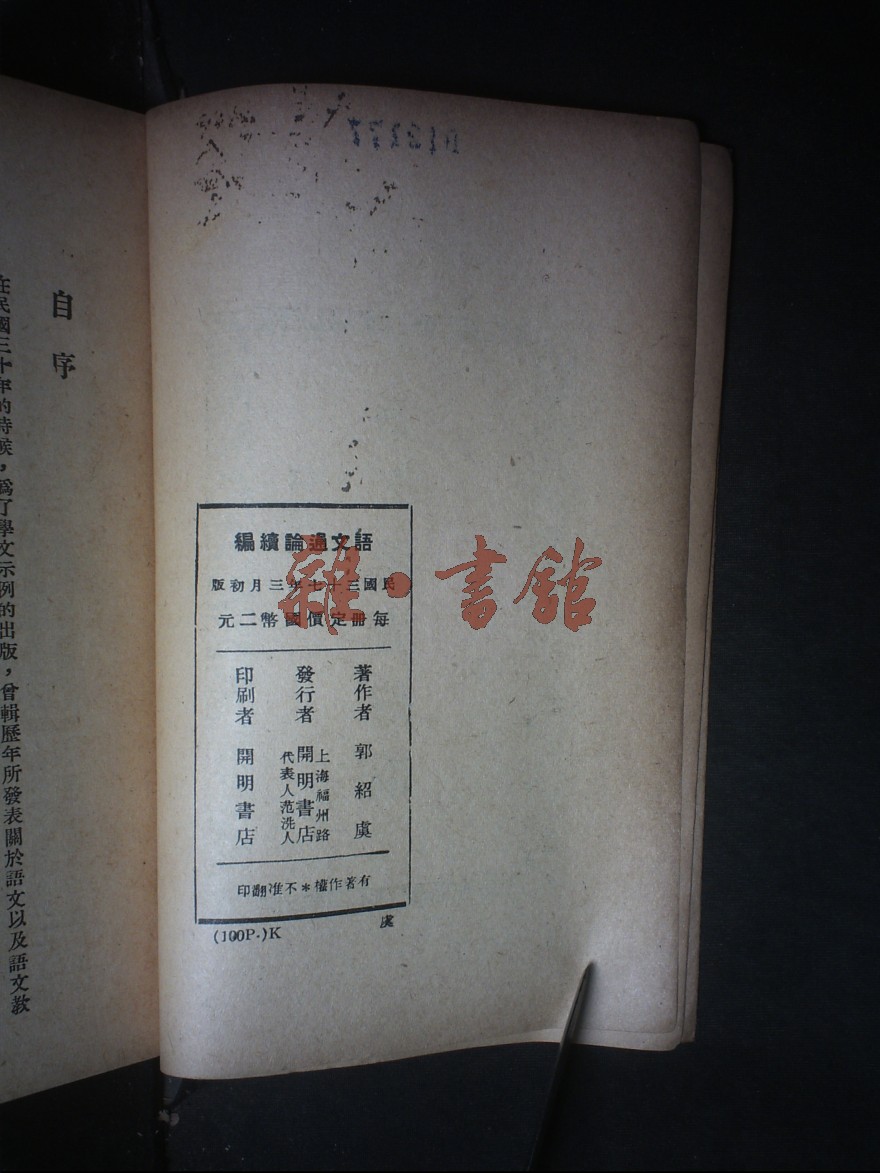 語文通論續編
民國三十七年三月初版
每冊定價國幣二元
著作者 郭紹虞
發行者 上海福州路
開明書店
代表人范洗人
印刷者 開明書店
有著作權*不准翻印
(100P.)K
虞
自序
在民國三十年的時候,爲了學文示例的出版,曾輯歷年所發表關於語文以及語文教
雜·書館
013177